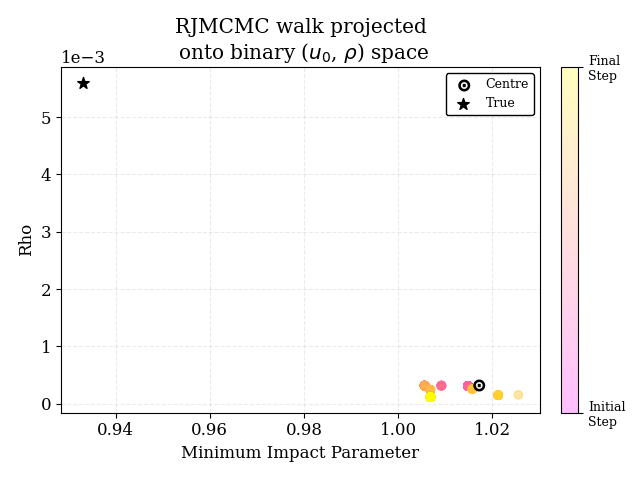 RJMCMC walk projected
onto binary (u₀, ρ) space
1e−3
Centre
True
5
4
3
2
1
0
Rho
0.94
0.96
0.98
1.00
1.02
Minimum Impact Parameter
Final
Step
Initial
Step